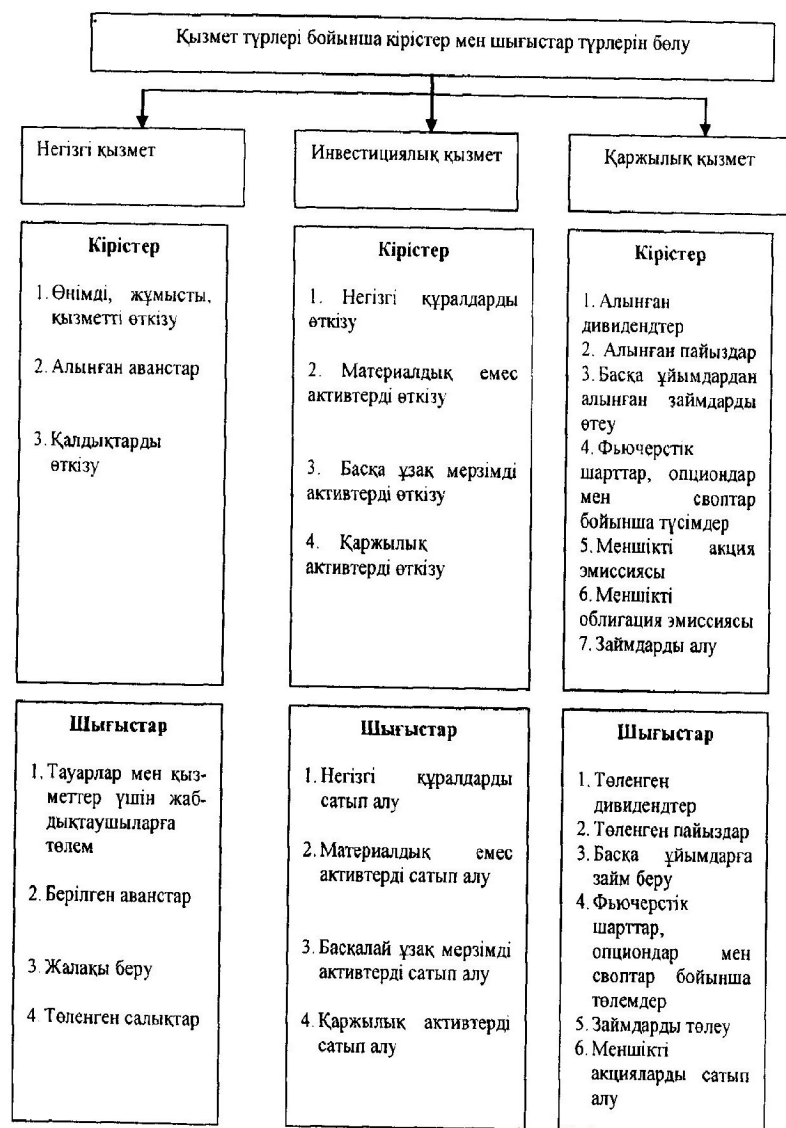 Қызмет түрлері бойынша кірістер мен шығыстар түрлерін бөлу
Негізгі қызмет
Инвестициялық қызмет
Қаржылық қызмет
Кірістер
1. Өнімді, жұмысты,
қызметті өткізу
2. Алынған аванстар
3. Қалдықтарды
өткізу
Кірістер
1. Негізгі құралдарды
өткізу
2. Материалдық емес
активтерді өткізу
3. Басқа ұзақ мерзімді
активтерді өткізу
4. Қаржылық
активтерді өткізу
Кірістер
1. Алынған
дивидендтер
2. Алынған пайыздар
3. Басқа ұйымдардан
алынған займдарды
өтеу
4. Фьючерстік
шарттар, опциондар
мен своптар
бойынша түсімдер
5. Меншікті акция
эмиссиясы
6. Меншікті
облигация эмиссиясы
7. Займдарды алу
Шығыстар
1. Тауарлар мен қыз-
меттер үшін жаб-
дықтаушыларға
төлем
2. Берілген аванстар
3. Жалақы беру
4. Төленген салықтар
Шығыстар
1. Негізгі құралдарды
сатып алу
2. Материалдық емес
активтерді сатып алу
3. Басқалай ұзақ мерзімді
активтерді сатып алу
4. Қаржылық активтерді
сатып алу
Шығыстар
1. Төленген
дивидендтер
2. Төленген пайыздар
3. Басқа ұйымдарға
займ беру
4. Фьючерстік
шарттар,
опциондар мен
своптар бойынша
төлемдер
5. Займдарды төлеу
6. Меншікті
акцияларды сатып
алу